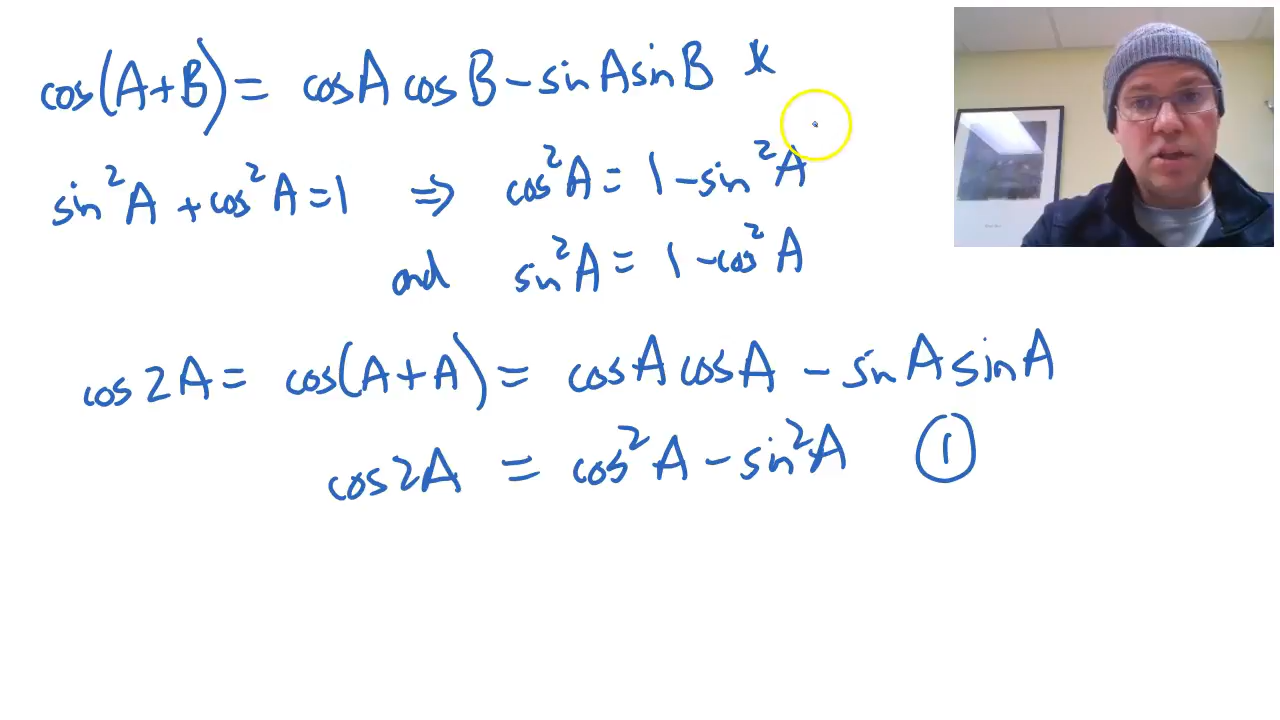 cos(A+B) = cosA cosB - sinA sinB *
sin²A + cos²A = 1 ⇒ cos²A = 1 - sin²A
and sin²A = 1 - cos²A
cos2A = cos(A+A) = cosA cosA - sinA sinA
cos2A = cos²A - sin²A ①